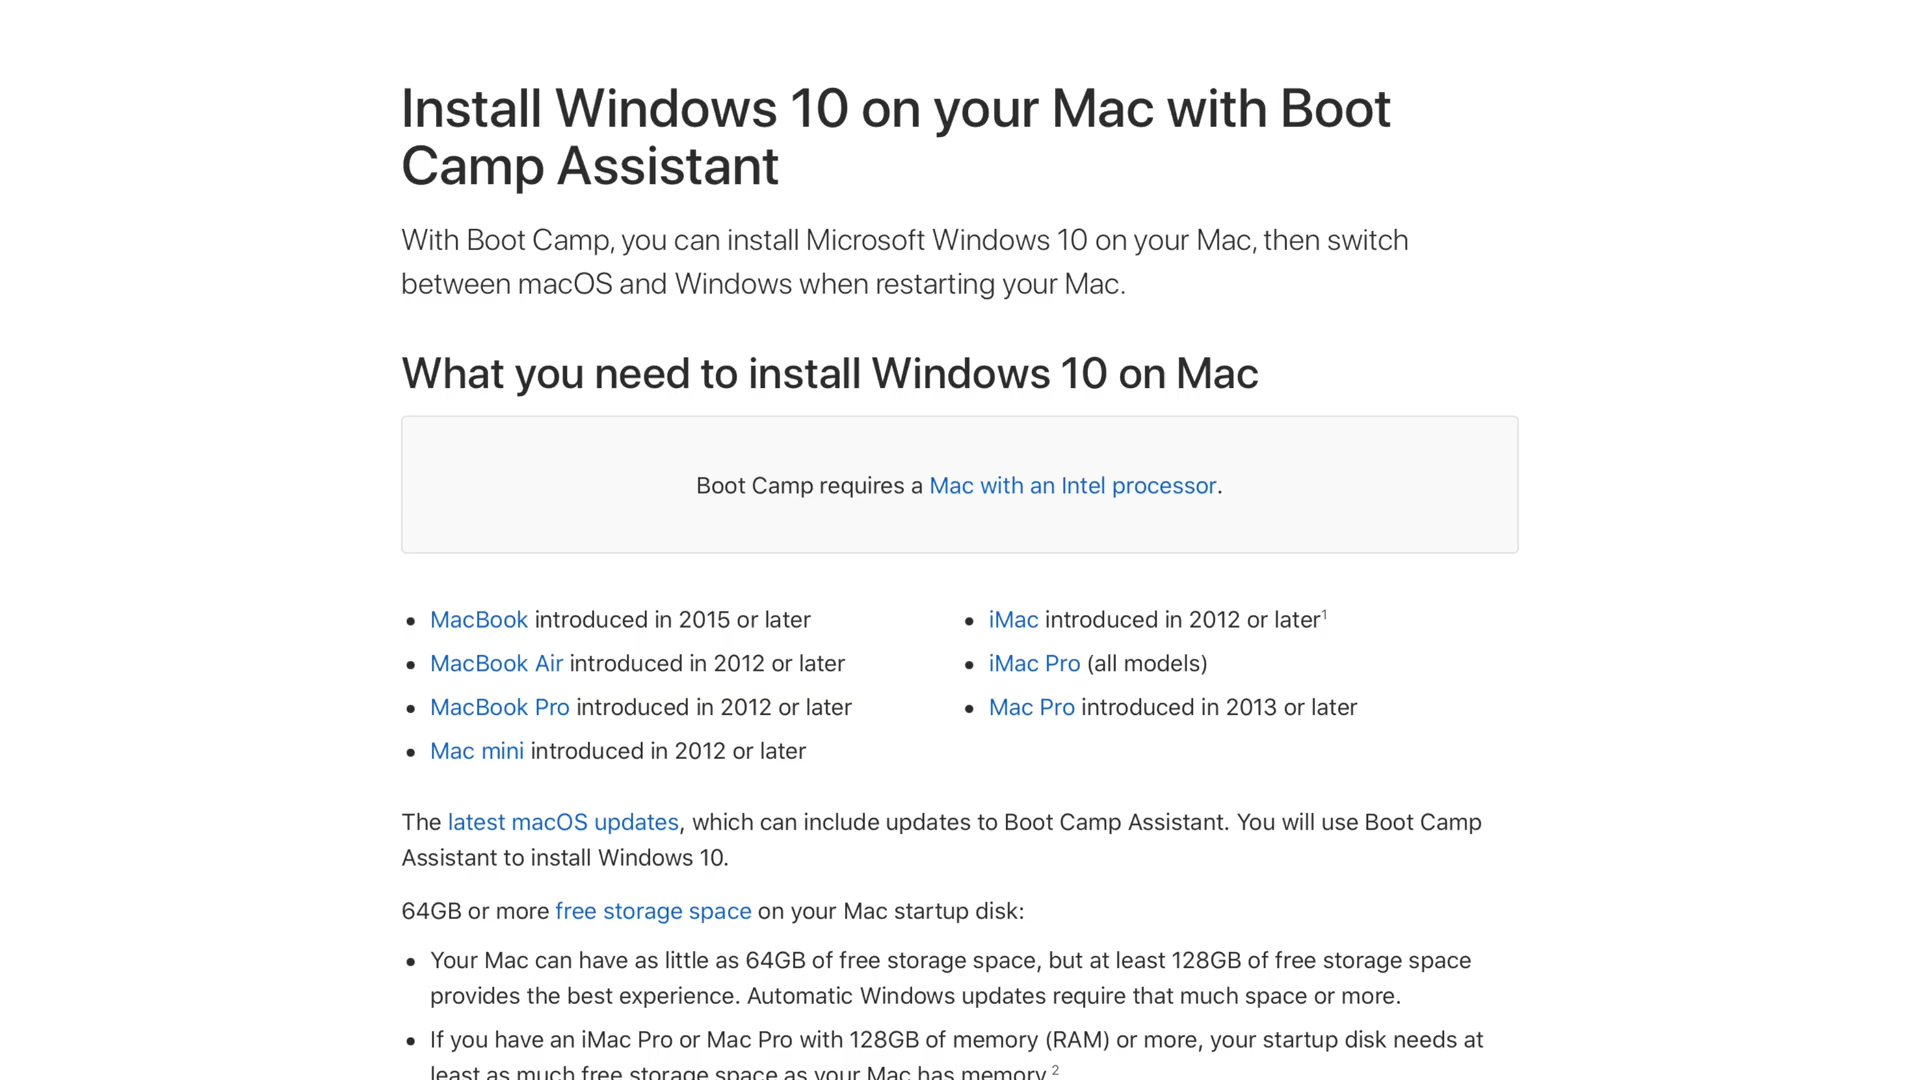 Install Windows 10 on your Mac with Boot
Camp Assistant
With Boot Camp, you can install Microsoft Windows 10 on your Mac, then switch
between macOS and Windows when restarting your Mac.
What you need to install Windows 10 on Mac
Boot Camp requires a Mac with an Intel processor.
• MacBook introduced in 2015 or later
• MacBook Air introduced in 2012 or later
• MacBook Pro introduced in 2012 or later
• Mac mini introduced in 2012 or later
• iMac introduced in 2012 or later¹
• iMac Pro (all models)
• Mac Pro introduced in 2013 or later
The latest macOS updates, which can include updates to Boot Camp Assistant. You will use Boot Camp
Assistant to install Windows 10.
64GB or more free storage space on your Mac startup disk:
• Your Mac can have as little as 64GB of free storage space, but at least 128GB of free storage space
provides the best experience. Automatic Windows updates require that much space or more.
• If you have an iMac Pro or Mac Pro with 128GB of memory (RAM) or more, your startup disk needs at
least as much free storage space as your Mac has memory.²